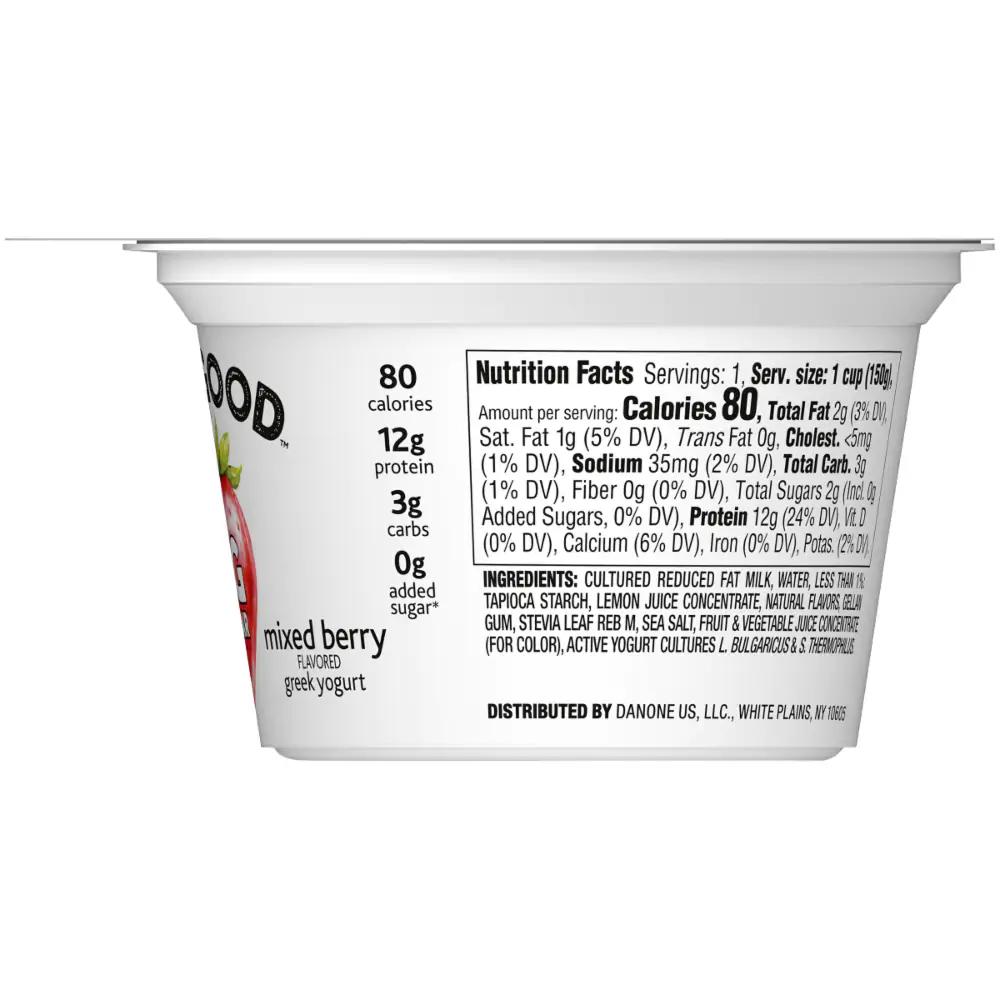 OOD
™
80
calories
12g
protein
3g
carbs
0g
added
sugar*
mixed berry
FLAVORED
greek yogurt
Nutrition Facts Servings: 1, Serv. size: 1 cup (150g),
Amount per serving: Calories 80, Total Fat 2g (3% DV),
Sat. Fat 1g (5% DV), Trans Fat 0g, Cholest. <5mg
(1% DV), Sodium 35mg (2% DV), Total Carb. 3g
(1% DV), Fiber 0g (0% DV), Total Sugars 2g (Incl. 0g
Added Sugars, 0% DV), Protein 12g (24% DV), Vit. D
(0% DV), Calcium (6% DV), Iron (0% DV), Potas. (2% DV)
INGREDIENTS: CULTURED REDUCED FAT MILK, WATER, LESS THAN 1%:
TAPIOCA STARCH, LEMON JUICE CONCENTRATE, NATURAL FLAVORS, GELLAN
GUM, STEVIA LEAF REB M, SEA SALT, FRUIT & VEGETABLE JUICE CONCENTRATE
(FOR COLOR), ACTIVE YOGURT CULTURES L. BULGARICUS & S. THERMOPHILUS.
DISTRIBUTED BY DANONE US, LLC., WHITE PLAINS, NY 10605